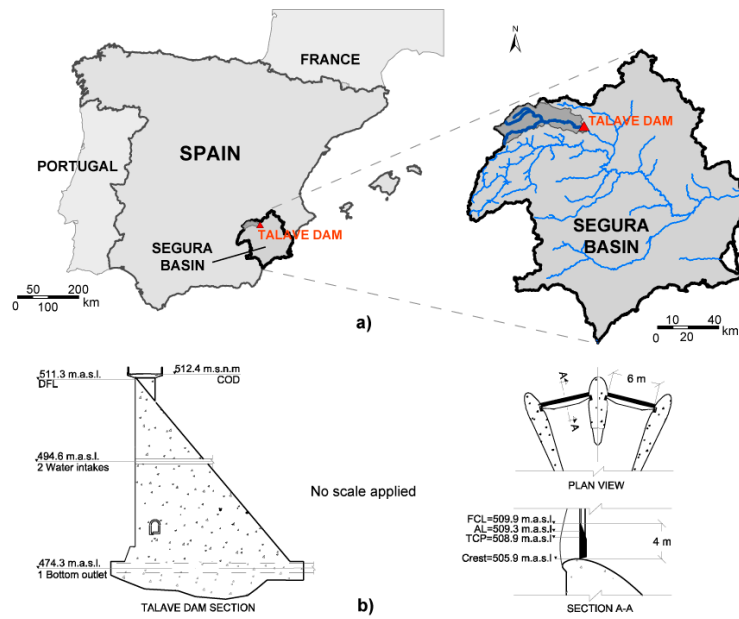 FRANCE
PORTUGAL
SPAIN
SEGURA
BASIN
TALAVE DAM
0 50 100 200
km
N
TALAVE DAM
SEGURA
BASIN
0 10 20 40
km
a)
511.3 m.a.s.l.
DFL
512.4 m.s.n.m
COD
494.6 m.a.s.l.
2 Water intakes
474.3 m.a.s.l.
1 Bottom outlet
TALAVE DAM SECTION
No scale applied
b)
A
A
6 m
PLAN VIEW
FCL=509.9 m.a.s.l
AL=509.3 m.a.s.l
TCP=508.9 m.a.s.l
Crest=505.9 m.a.s.l
4 m
SECTION A-A